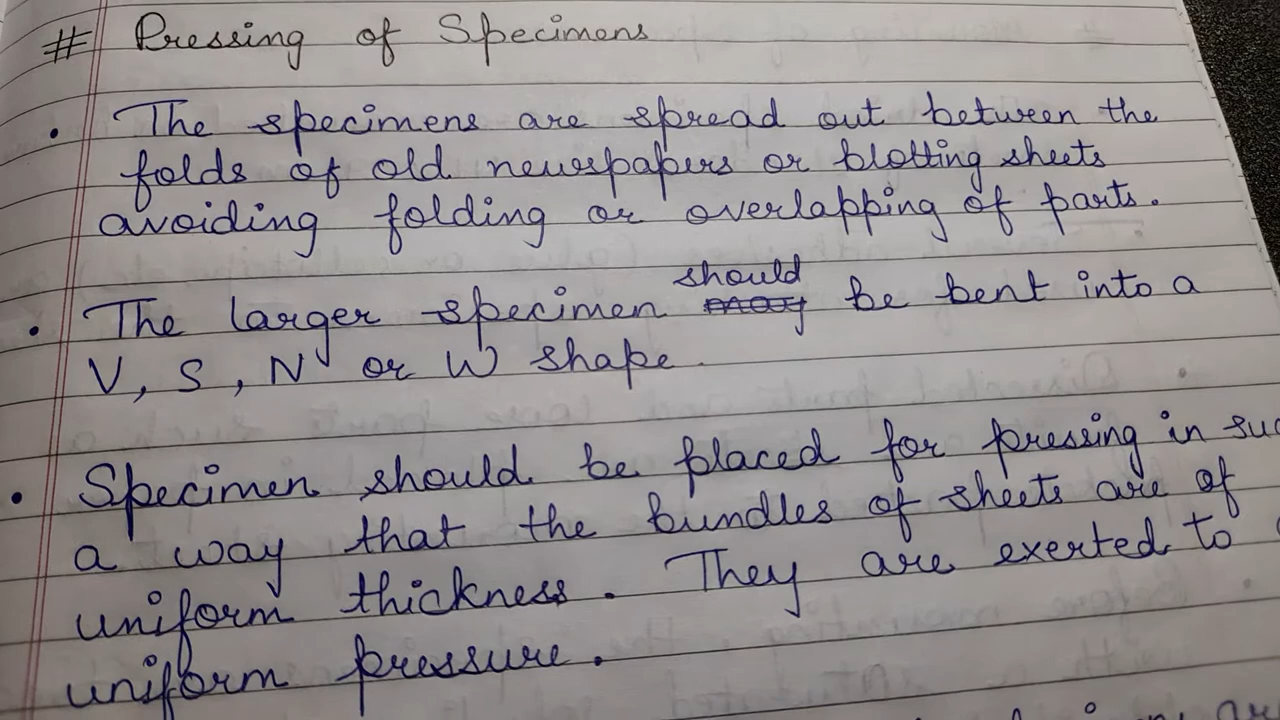 # Pressing of Specimens
• The specimens are spread out between the
folds of old newspapers or blotting sheets
avoiding folding or overlapping of parts.
• The larger specimen should be bent into a
V, S, N or W shape.
• Specimen should be placed for pressing in suc
a way that the bundles of sheets are of
uniform thickness. They are exerted to
uniform pressure.